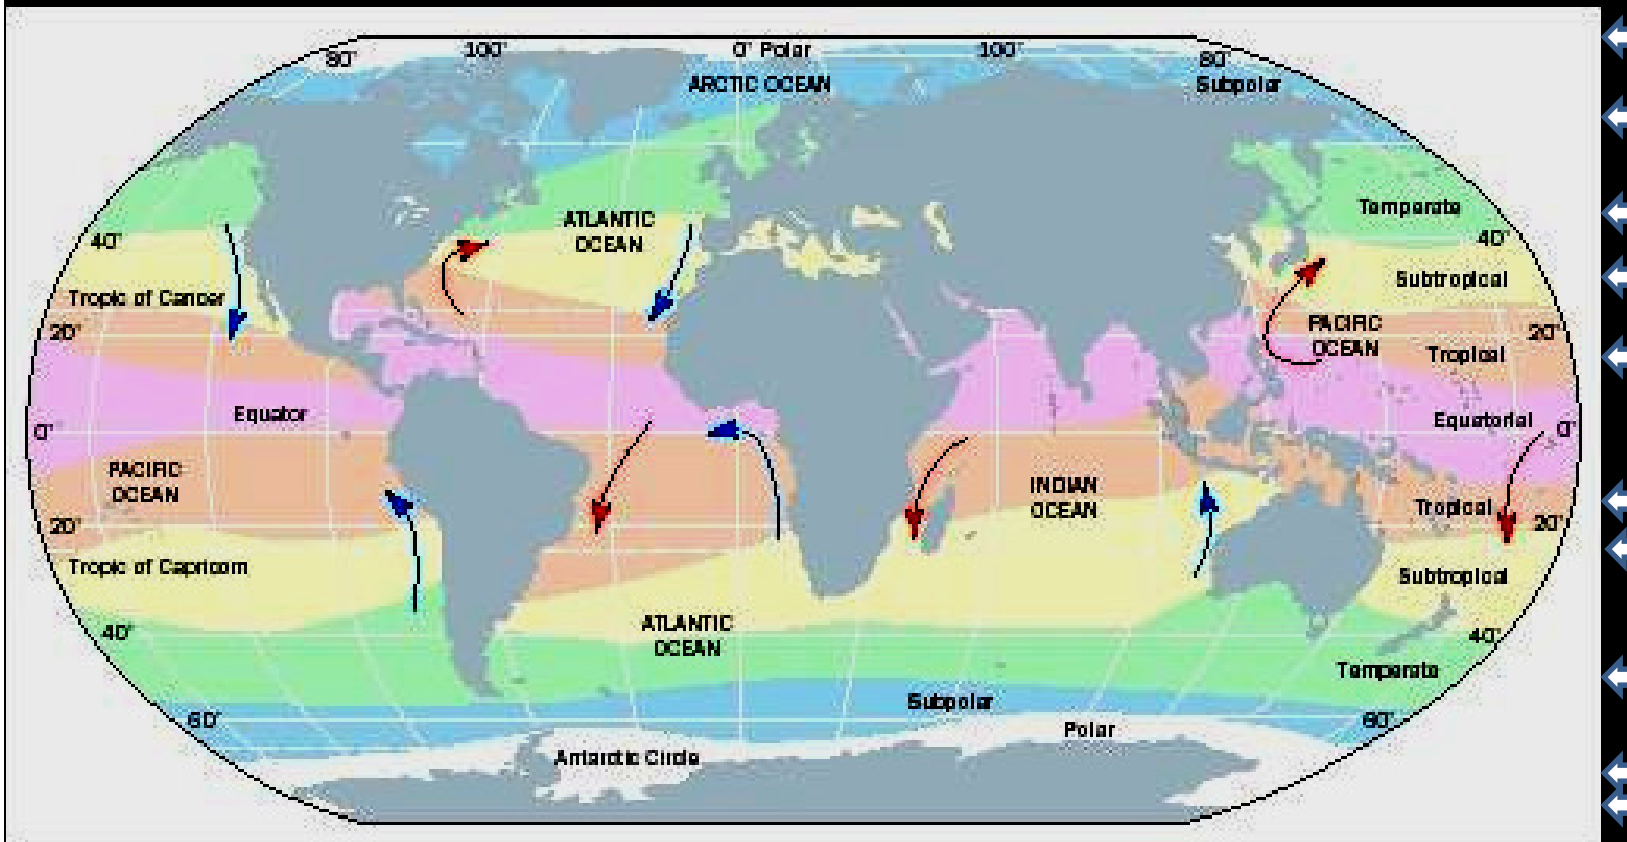 100°
0° Polar
100°
80°
80°
ARCTIC OCEAN
Subpolar
Temperate
ATLANTIC
OCEAN
40°
40°
Subtropical
Tropic of Cancer
20°
PACIFIC
OCEAN
20°
Tropical
Equator
Equatorial
0°
0°
PACIFIC
OCEAN
INDIAN
OCEAN
Tropical
20°
20°
Tropic of Capricorn
Subtropical
ATLANTIC
OCEAN
40°
40°
Temperate
Subpolar
60°
60°
Polar
Antarctic Circle